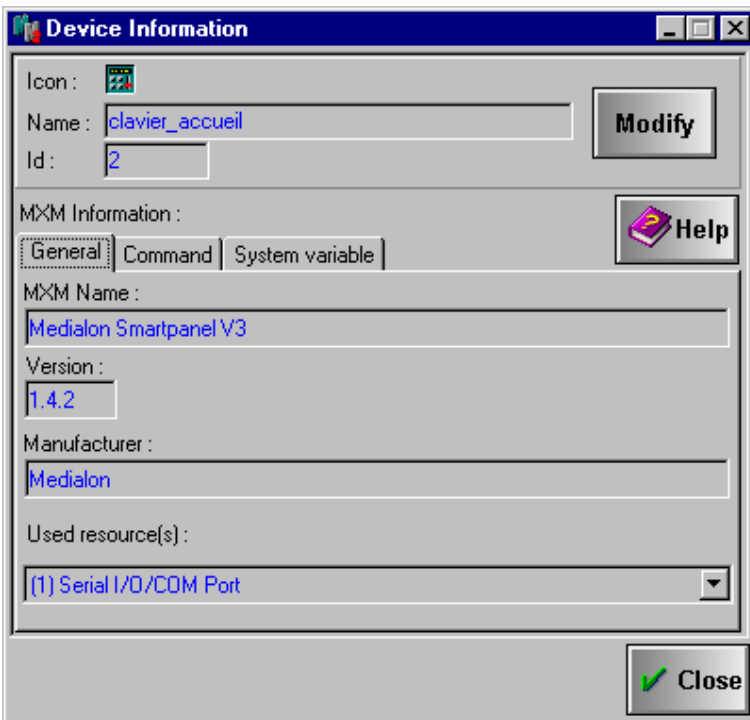 Device Information
Icon :
Name : clavier_accueil
Modify
Id : 2
MXM Information :
Help
General Command System variable
MXM Name :
Medialon Smartpanel V3
Version :
1.4.2
Manufacturer :
Medialon
Used resource(s) :
(1) Serial I/O/COM Port
Close